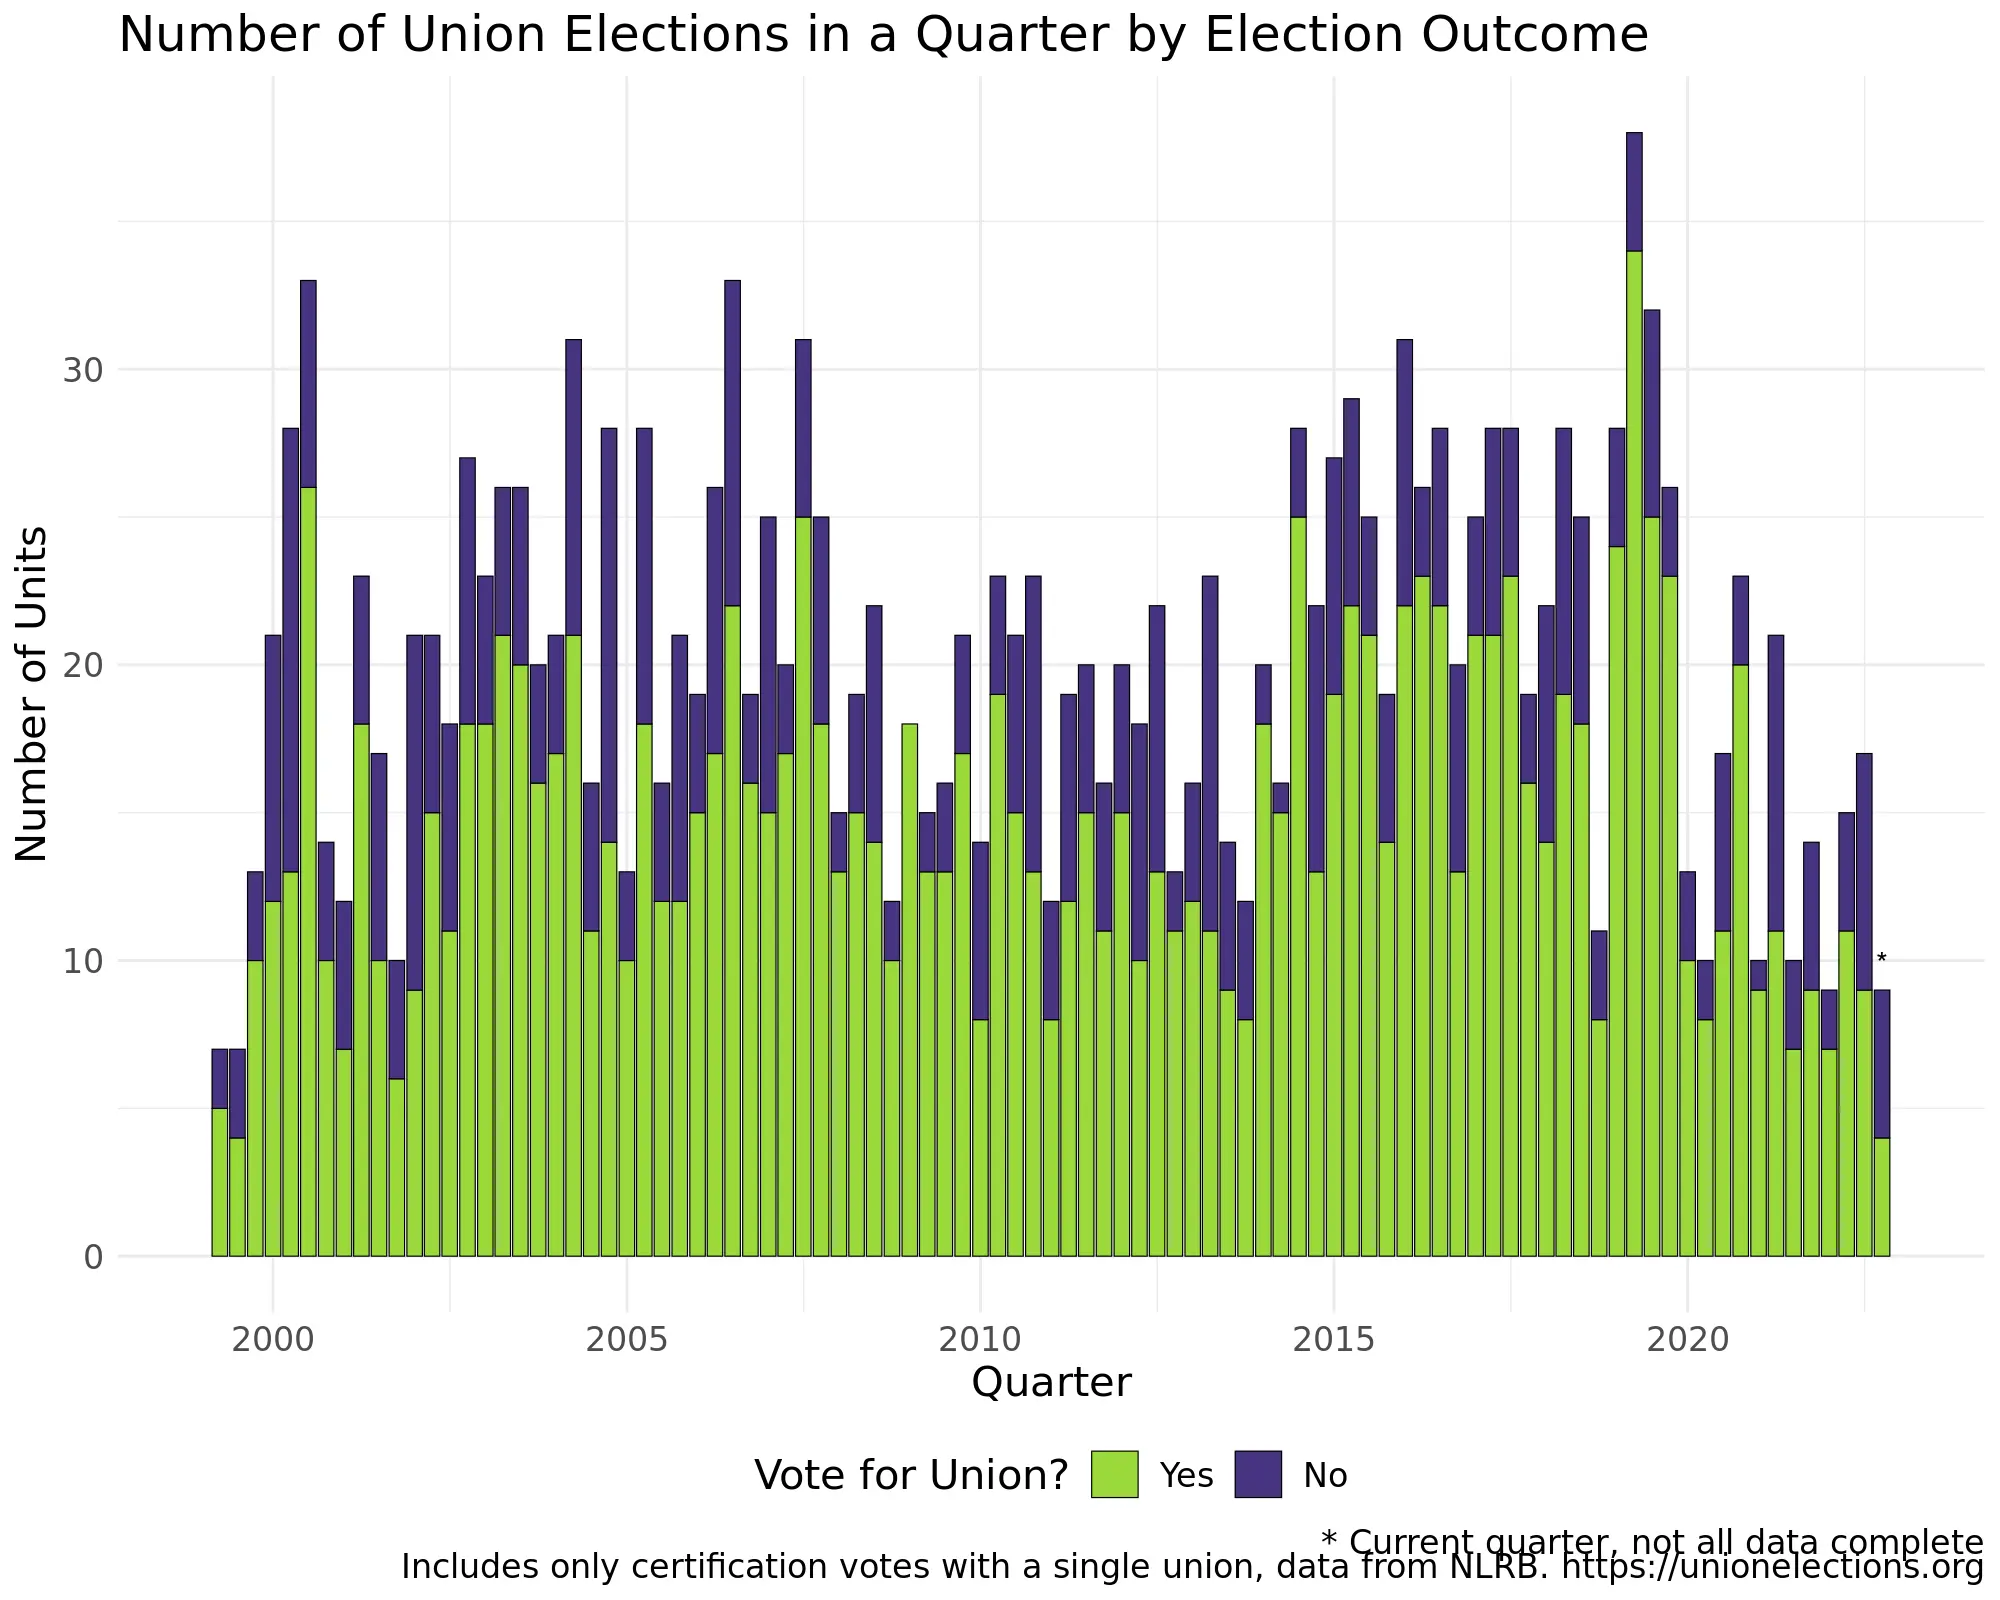 Number of Union Elections in a Quarter by Election Outcome
Number of Units
30
20
10
0
*
2000 2005 2010 2015 2020
Quarter
Vote for Union? Yes No
* Current quarter, not all data complete
Includes only certification votes with a single union, data from NLRB. https://unionelections.org